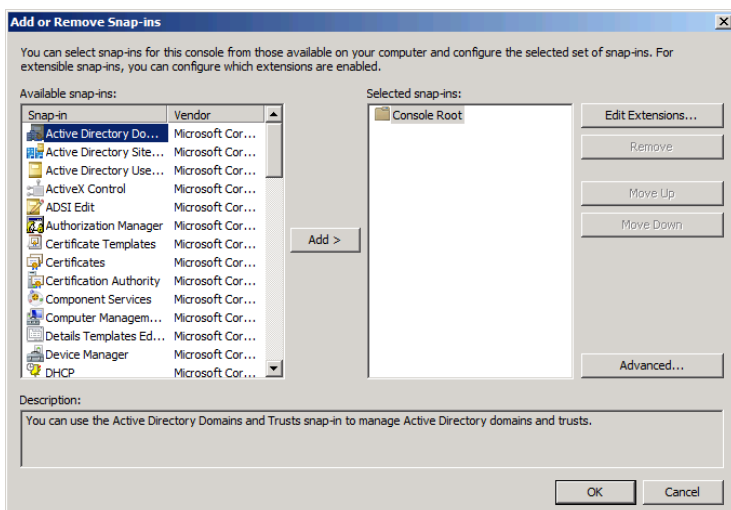 Add or Remove Snap-ins
You can select snap-ins for this console from those available on your computer and configure the selected set of snap-ins. For
extensible snap-ins, you can configure which extensions are enabled.
Available snap-ins:
Selected snap-ins:
Snap-in Vendor
Active Directory Do... Microsoft Cor...
Active Directory Site... Microsoft Cor...
Active Directory Use... Microsoft Cor...
ActiveX Control Microsoft Cor...
ADSI Edit Microsoft Cor...
Authorization Manager Microsoft Cor...
Certificate Templates Microsoft Cor...
Certificates Microsoft Cor...
Certification Authority Microsoft Cor...
Component Services Microsoft Cor...
Computer Managem... Microsoft Cor...
Details Templates Ed... Microsoft Cor...
Device Manager Microsoft Cor...
DHCP Microsoft Cor...
Add >
Console Root
Edit Extensions...
Remove
Move Up
Move Down
Advanced...
Description:
You can use the Active Directory Domains and Trusts snap-in to manage Active Directory domains and trusts.
OK Cancel